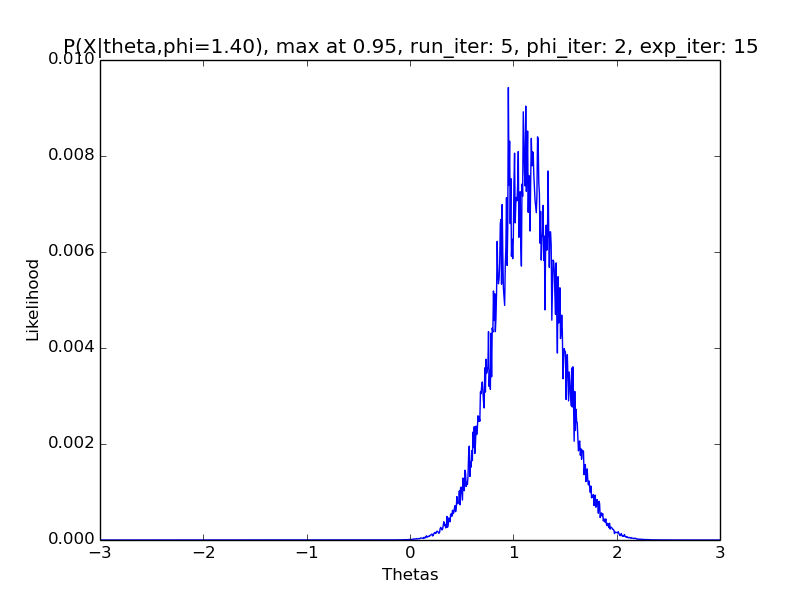 P(X|theta,phi=1.40), max at 0.95, run_iter: 5, phi_iter: 2, exp_iter: 15
0.010
0.008
0.006
0.004
0.002
0.000
Likelihood
−3 −2 −1 0 1 2 3
Thetas